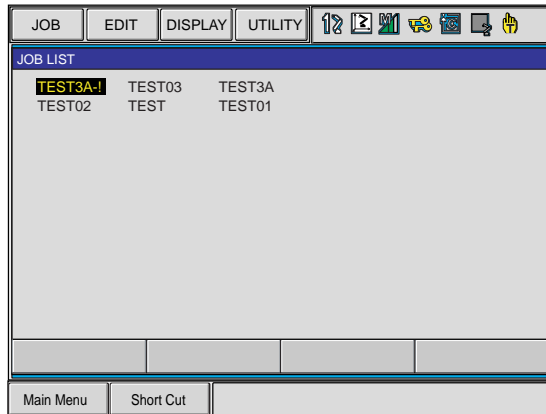 JOB EDIT DISPLAY UTILITY
JOB LIST
TEST3A-! TEST03 TEST3A
TEST02 TEST TEST01
Main Menu Short Cut